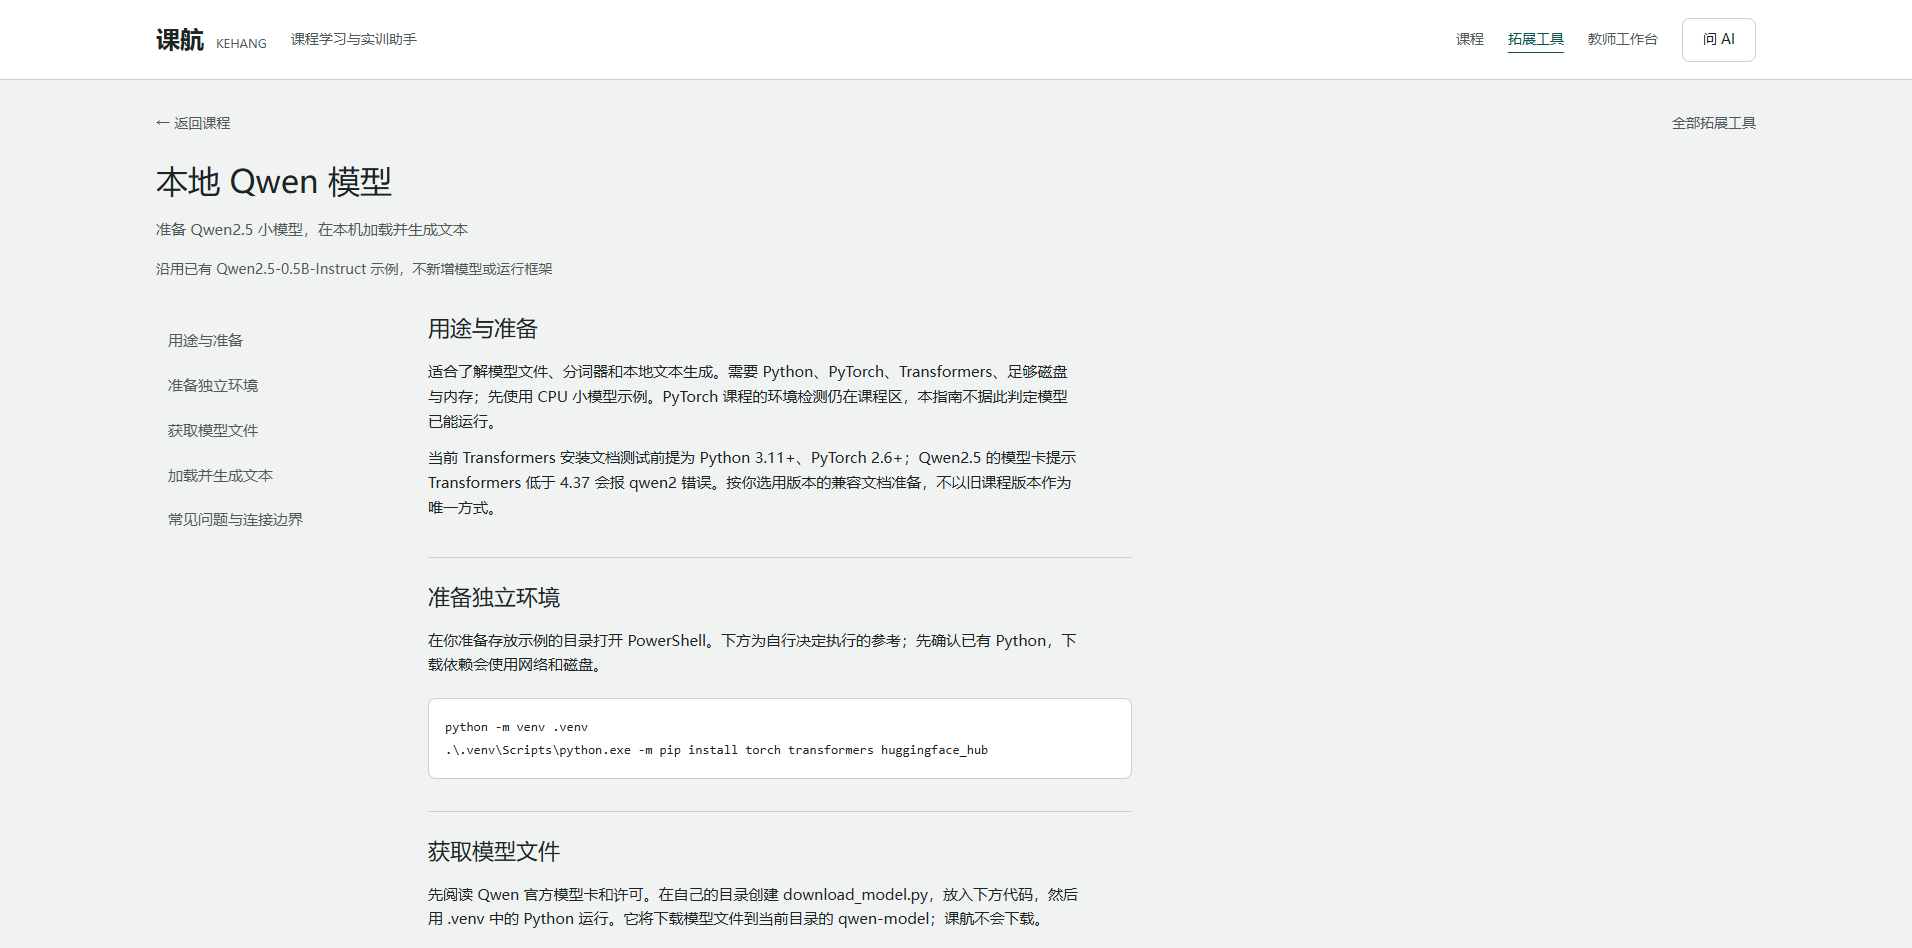 课航 KEHANG 课程学习与实训助手 课程 拓展工具 教师工作台 问 AI
← 返回课程 全部拓展工具
本地 Qwen 模型
准备 Qwen2.5 小模型，在本机加载并生成文本
沿用已有 Qwen2.5-0.5B-Instruct 示例，不新增模型或运行框架
用途与准备
准备独立环境
获取模型文件
加载并生成文本
常见问题与连接边界
用途与准备
适合了解模型文件、分词器和本地文本生成。需要 Python、PyTorch、Transformers、足够磁盘
与内存；先使用 CPU 小模型示例。PyTorch 课程的环境检测仍在课程区，本指南不据此判定模型
已能运行。
当前 Transformers 安装文档测试前提为 Python 3.11+、PyTorch 2.6+；Qwen2.5 的模型卡提示
Transformers 低于 4.37 会报 qwen2 错误。按你选用版本的兼容文档准备，不以旧课程版本作为
唯一方式。
准备独立环境
在你准备存放示例的目录打开 PowerShell。下方为自行决定执行的参考；先确认已有 Python，下
载依赖会使用网络和磁盘。
python -m venv .venv
.\.venv\Scripts\python.exe -m pip install torch transformers huggingface_hub
获取模型文件
先阅读 Qwen 官方模型卡和许可。在自己的目录创建 download_model.py，放入下方代码，然后
用 .venv 中的 Python 运行。它将下载模型文件到当前目录的 qwen-model；课航不会下载。